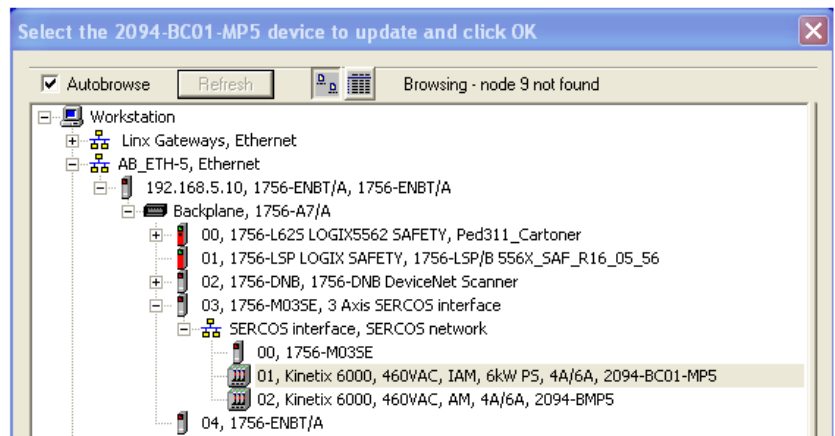 Select the 2094-BC01-MP5 device to update and click OK
Autobrowse Refresh Browsing - node 9 not found
Workstation
Linx Gateways, Ethernet
AB_ETH-5, Ethernet
192.168.5.10, 1756-ENBT/A, 1756-ENBT/A
Backplane, 1756-A7/A
00, 1756-L62S LOGIX5562 SAFETY, Ped311_Cartoner
01, 1756-LSP LOGIX SAFETY, 1756-LSP/B 556X_SAF_R16_05_56
02, 1756-DNB, 1756-DNB DeviceNet Scanner
03, 1756-M03SE, 3 Axis SERCOS interface
SERCOS interface, SERCOS network
00, 1756-M03SE
01, Kinetix 6000, 460VAC, IAM, 6kW PS, 4A/6A, 2094-BC01-MP5
02, Kinetix 6000, 460VAC, AM, 4A/6A, 2094-BMP5
04, 1756-ENBT/A